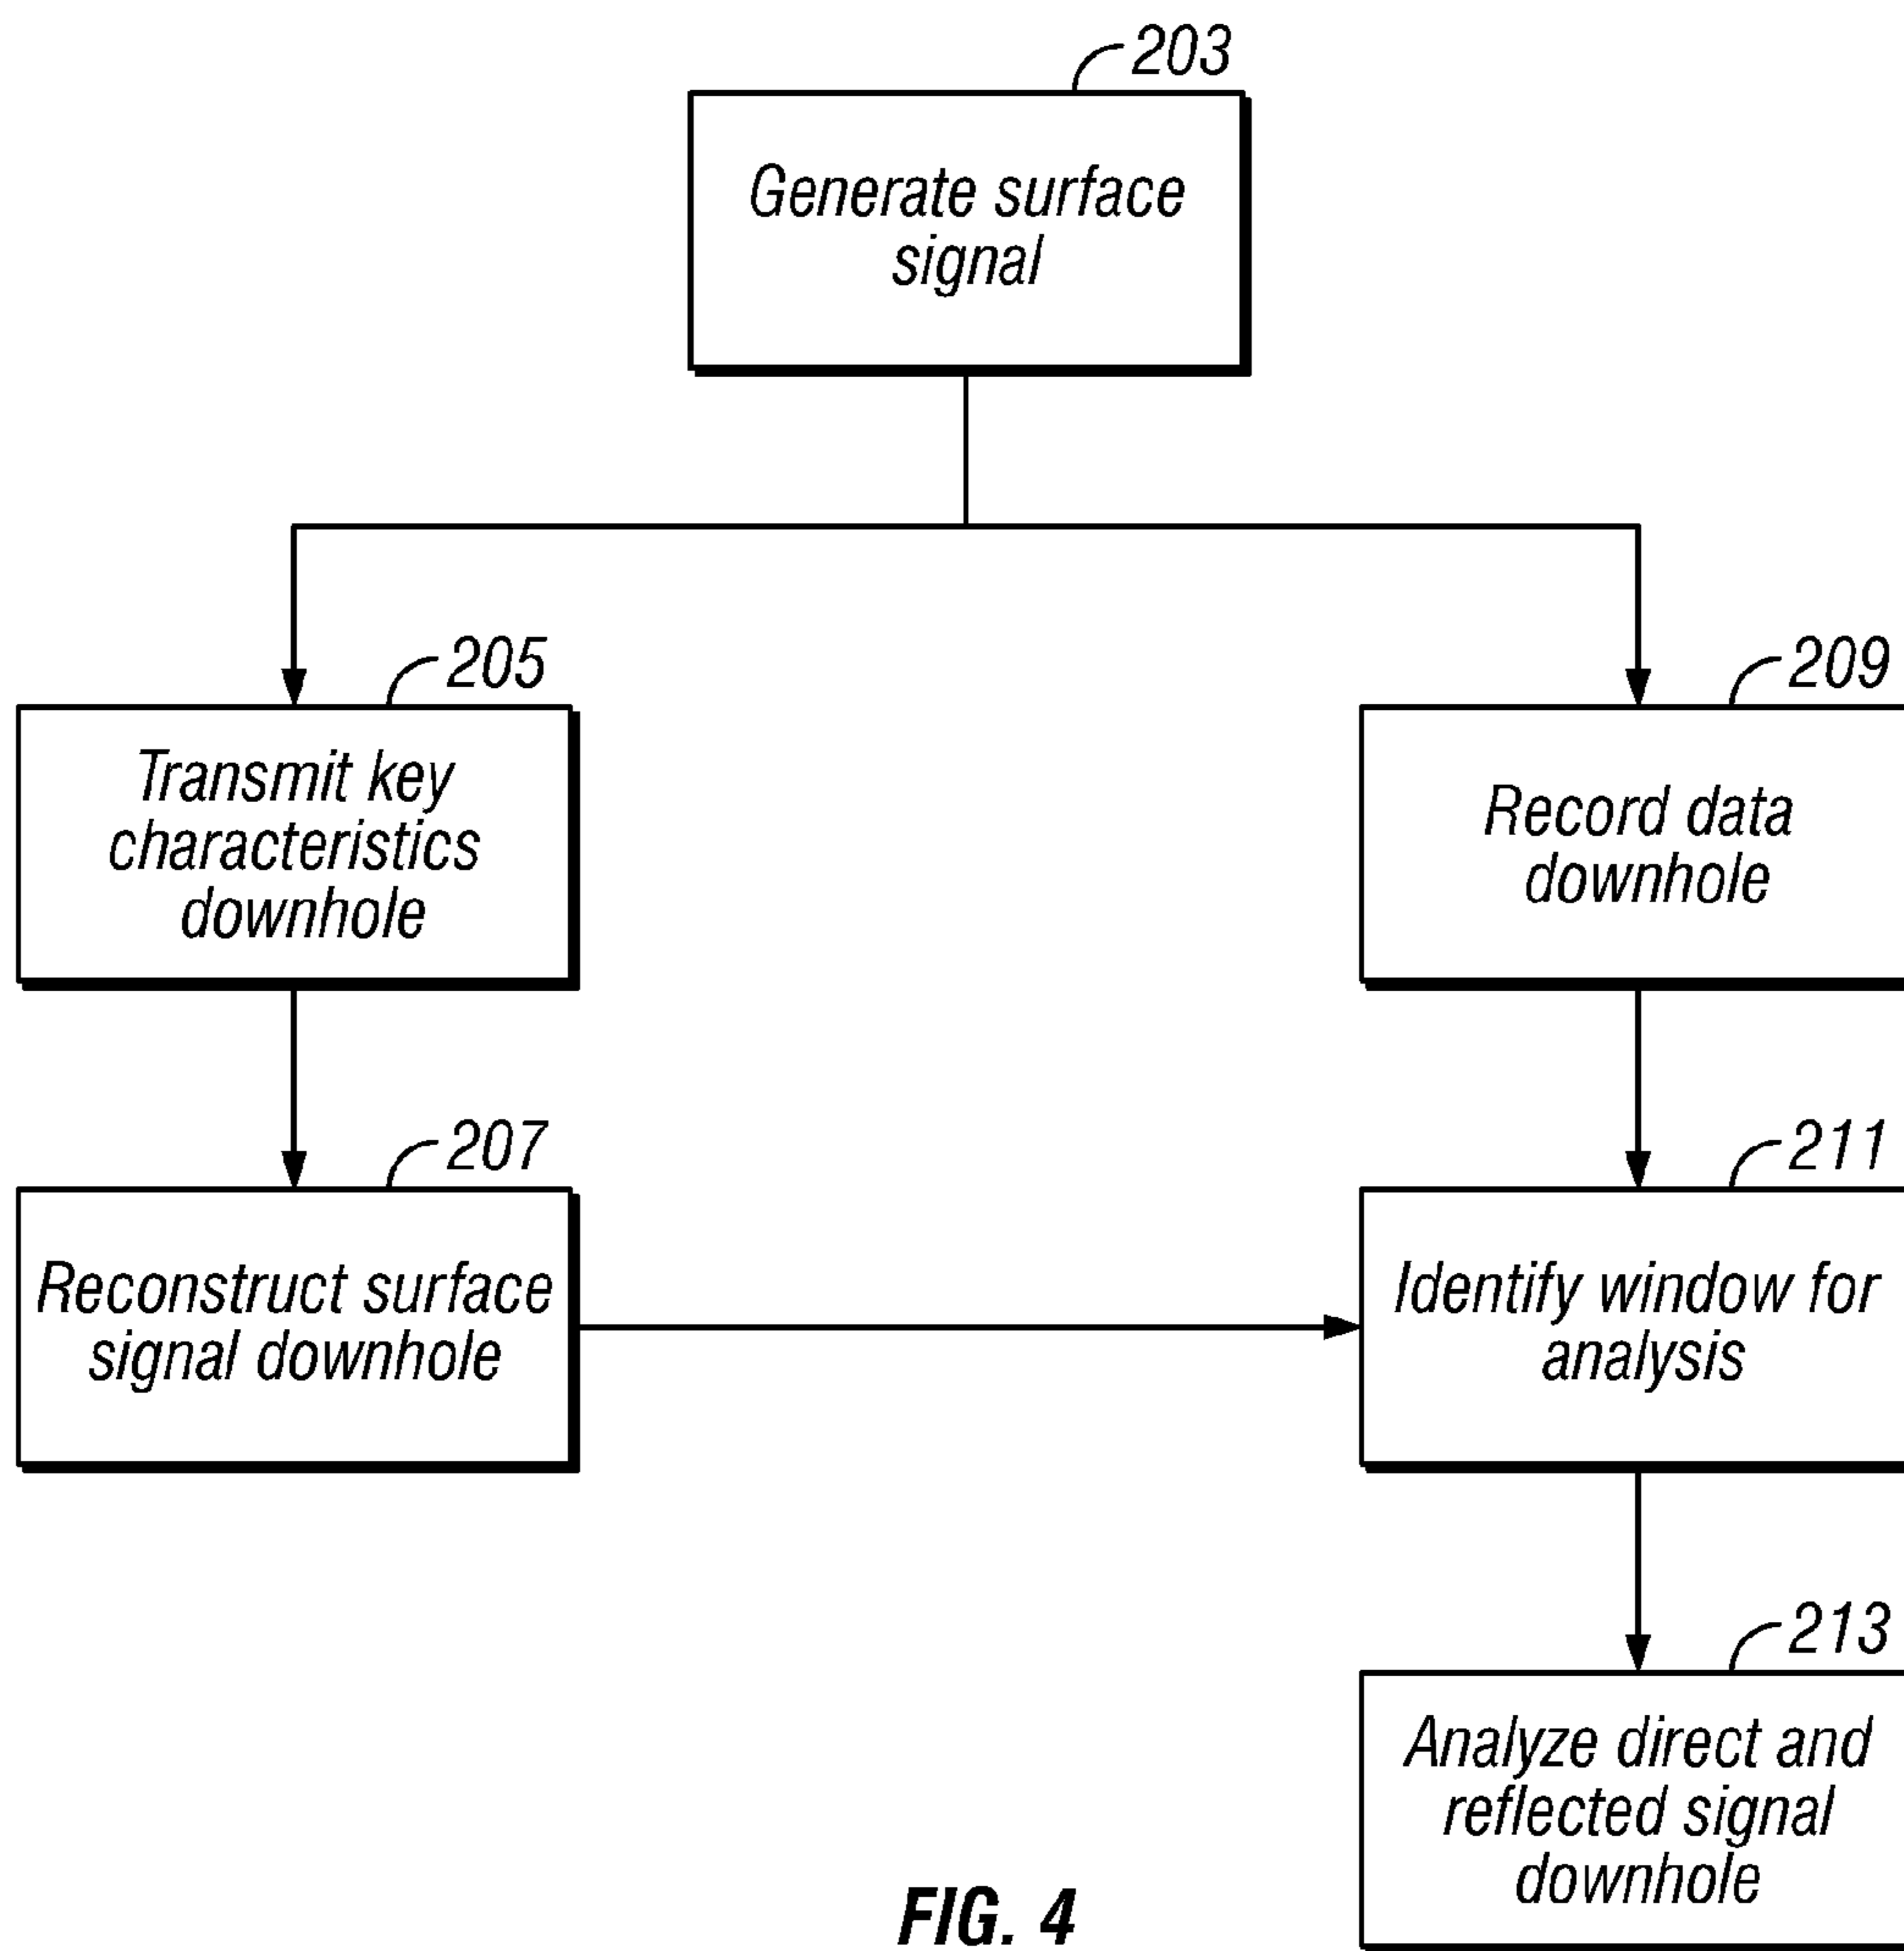 203
Generate surface
signal
205
Transmit key
characteristics
downhole
209
Record data
downhole
207
Reconstruct surface
signal downhole
211
Identify window for
analysis
213
Analyze direct and
reflected signal
downhole
FIG. 4